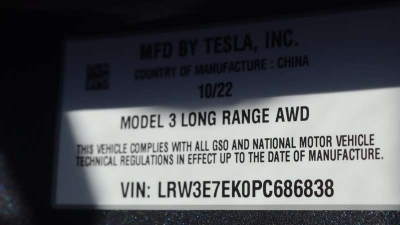 MFD BY TESLA, INC.
COUNTRY OF MANUFACTURE : CHINA
10/22
MODEL 3 LONG RANGE AWD
THIS VEHICLE COMPLIES WITH ALL GSO AND NATIONAL MOTOR VEHICLE
TECHNICAL REGULATIONS IN EFFECT UP TO THE DATE OF MANUFACTURE.
VIN: LRW3E7EK0PC686838